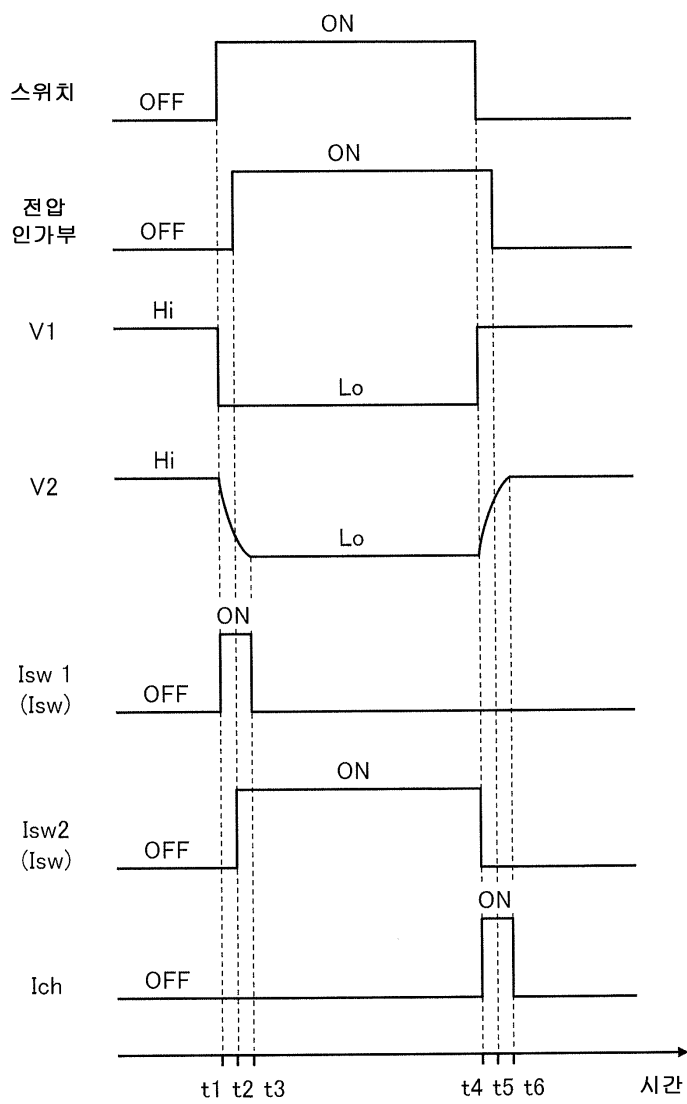 ON
스위치
OFF
ON
전압
인가부
OFF
Hi
V1
Lo
Hi
V2
Lo
ON
Isw 1
(Isw)
OFF
ON
Isw2
(Isw)
OFF
ON
Ich
OFF
t1 t2 t3 t4 t5 t6 시간